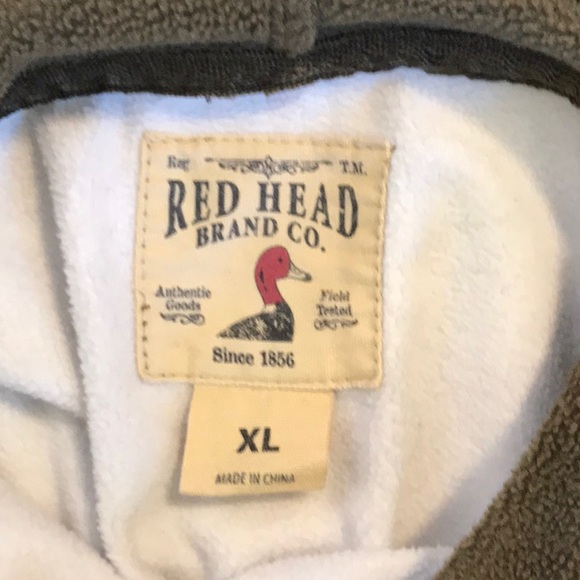 Reg T.M.
RED HEAD
BRAND CO.
Authentic Goods
Field Tested
Since 1856
XL
MADE IN CHINA